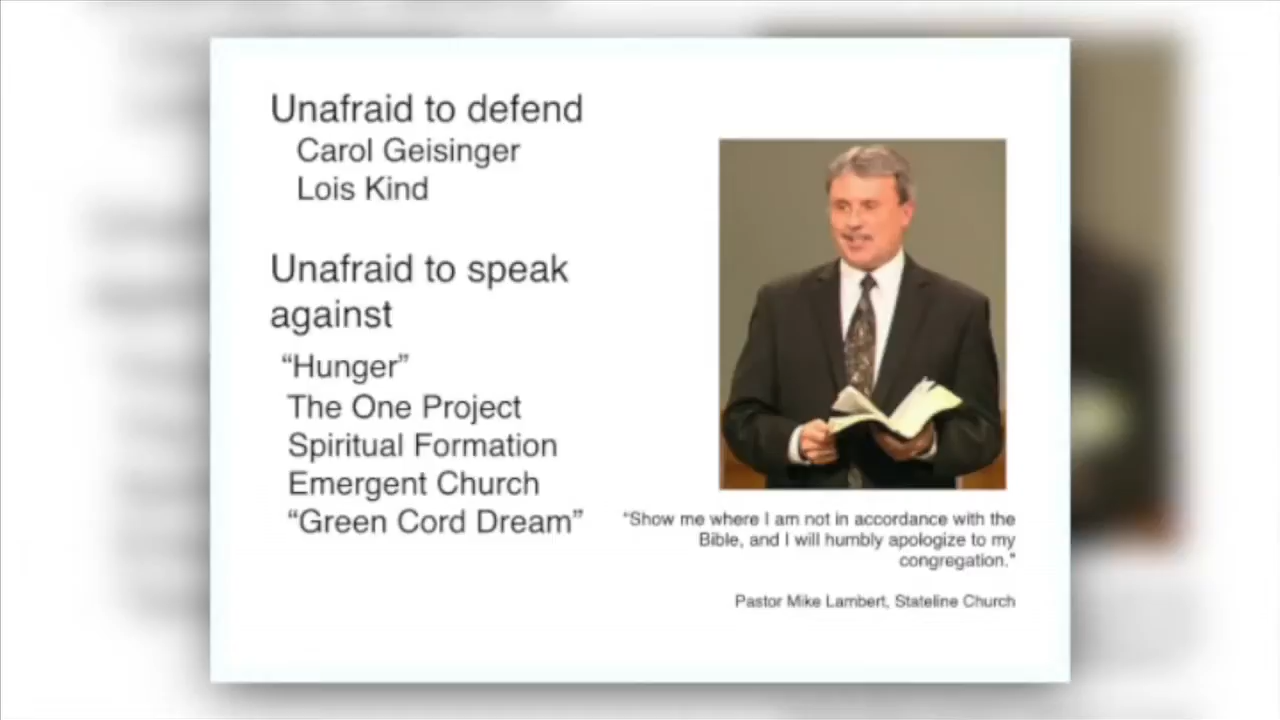 Unafraid to defend
Carol Geisinger
Lois Kind
Unafraid to speak
against
“Hunger”
The One Project
Spiritual Formation
Emergent Church
“Green Cord Dream”
“Show me where I am not in accordance with the
Bible, and I will humbly apologize to my
congregation.”
Pastor Mike Lambert, Stateline Church